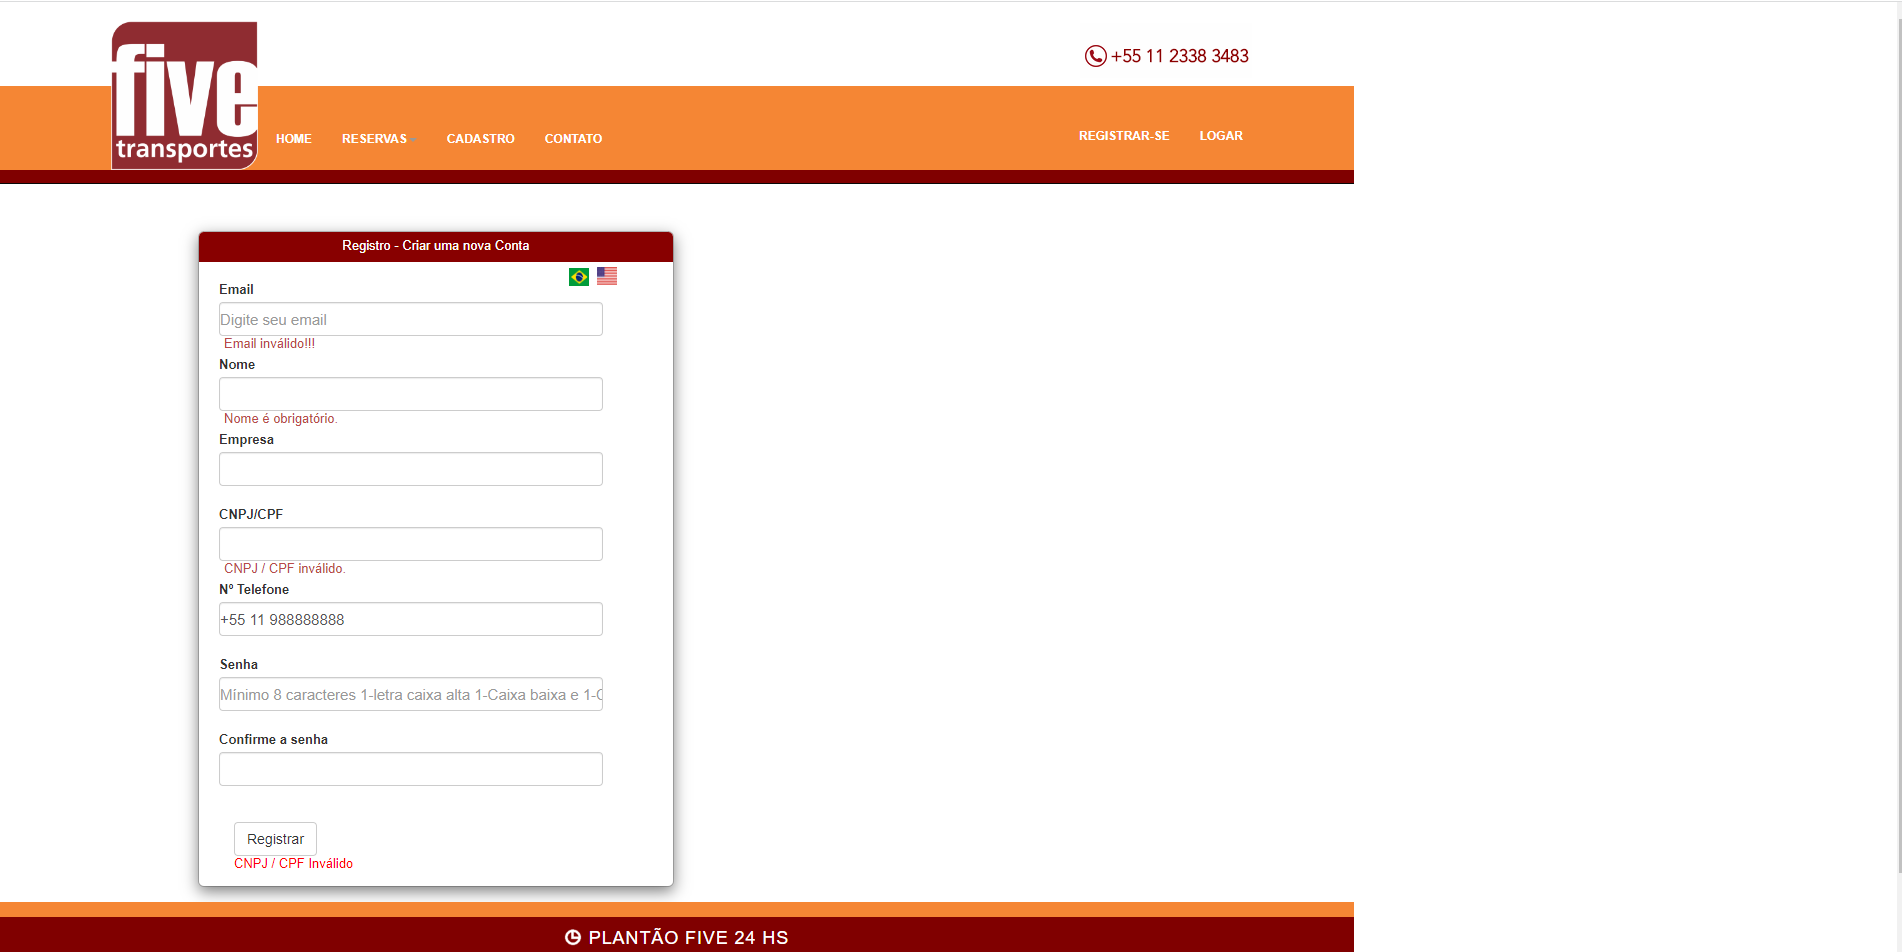 five
transportes
+55 11 2338 3483
HOME RESERVAS CADASTRO CONTATO REGISTRAR-SE LOGAR
Registro - Criar uma nova Conta
Email
Digite seu email
Email inválido!!!
Nome
Nome é obrigatório.
Empresa
CNPJ/CPF
CNPJ / CPF inválido.
Nº Telefone
+55 11 988888888
Senha
Mínimo 8 caracteres 1-letra caixa alta 1-Caixa baixa e 1-C
Confirme a senha
Registrar
CNPJ / CPF Inválido
PLANTÃO FIVE 24 HS